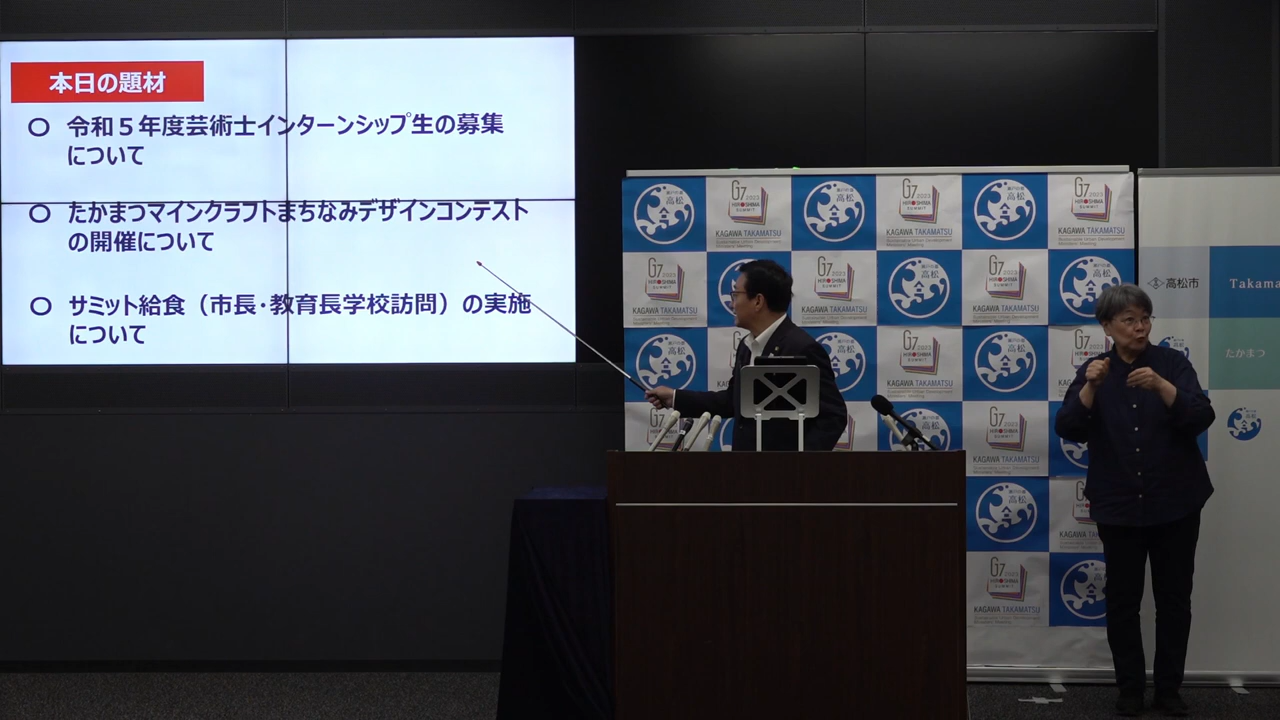 本日の題材
〇 令和５年度芸術士インターンシップ生の募集
について
〇 たかまつマインクラフトまちなみデザインコンテスト
の開催について
〇 サミット給食（市長・教育長学校訪問）の実施
について
高松
G7 2023
HIROSHIMA
SUMMIT
KAGAWA TAKAMATSU
Sustainable Urban Development
Ministers' Meeting
高松市
Takama
たかまつ